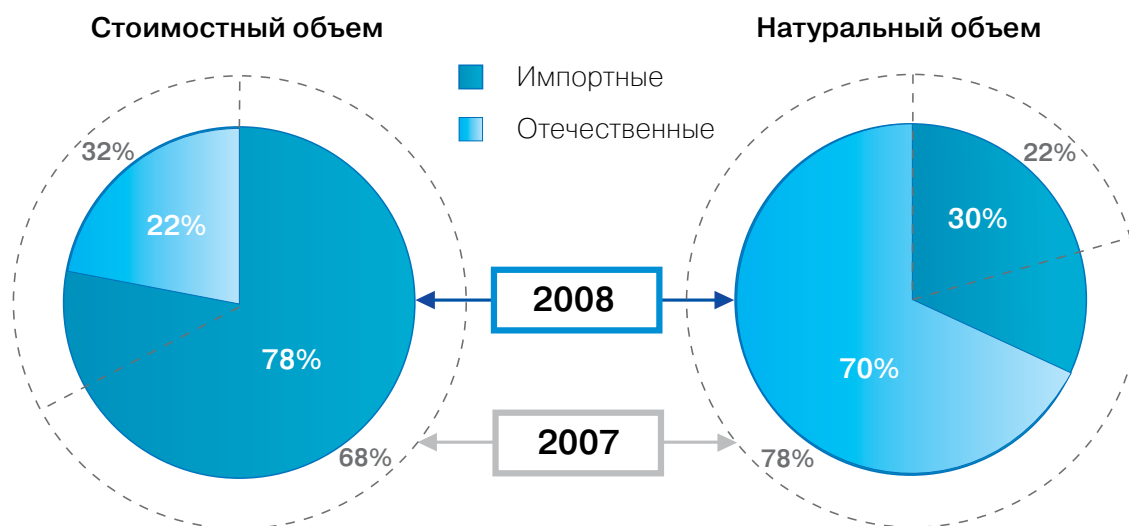 Стоимостный объем
Натуральный объем
Импортные
Отечественные
32%
22%
22%
30%
2008
78%
70%
2007
68%
78%